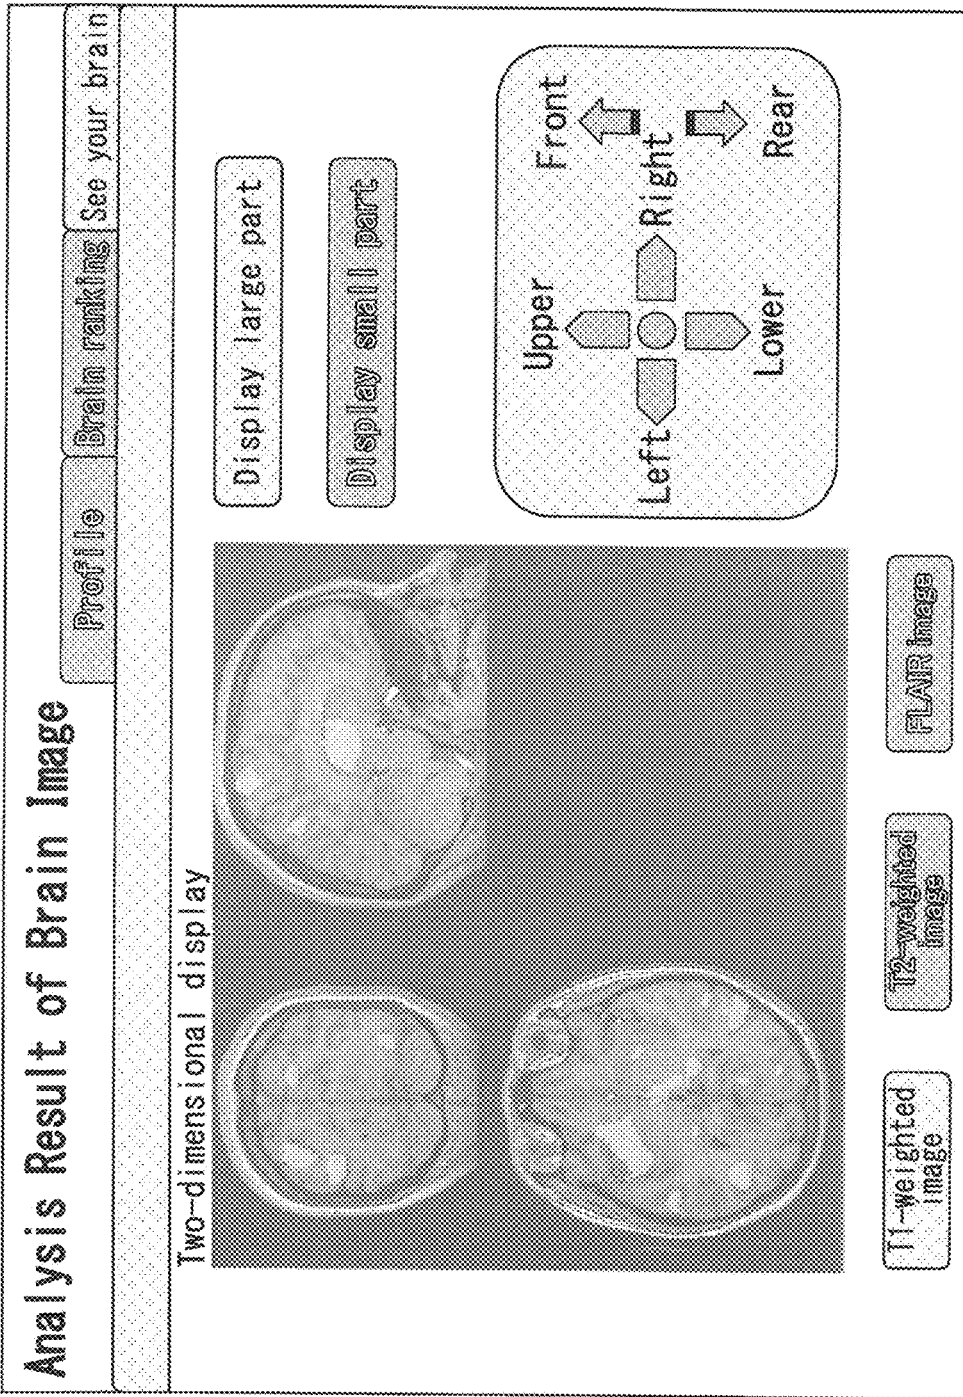 Analysis Result of Brain Image
Profile
Brain ranking
See your brain
Two-dimensional display
Display large part
Display small part
Upper
Front
Left
Right
Lower
Rear
T1-weighted
image
T2-weighted
image
FLAIR image